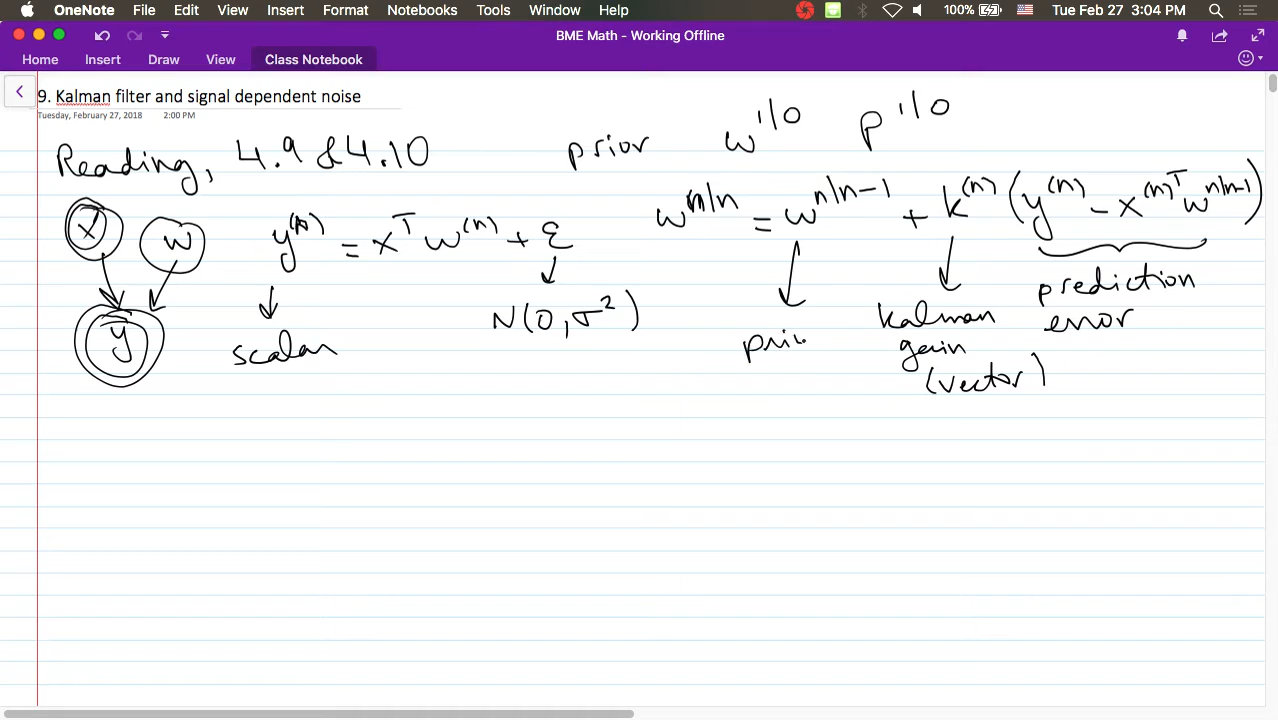 OneNote File Edit View Insert Format Notebooks Tools Window Help 100% Tue Feb 27 3:04 PM
BME Math - Working Offline
Home Insert Draw View Class Notebook
9. Kalman filter and signal dependent noise
Tuesday, February 27, 2018 2:00 PM
Reading, 4.9 & 4.10
prior w^{1|0} P^{1|0}
x w y
y^{(n)} = x^T w^{(n)} + ε
scalar
N(0, σ²)
w^{n|n} = w^{n|n-1} + k^{(n)} (y^{(n)} - x^{(n)T} w^{n|n-1})
pri
kalman
gain
(vector)
prediction
error